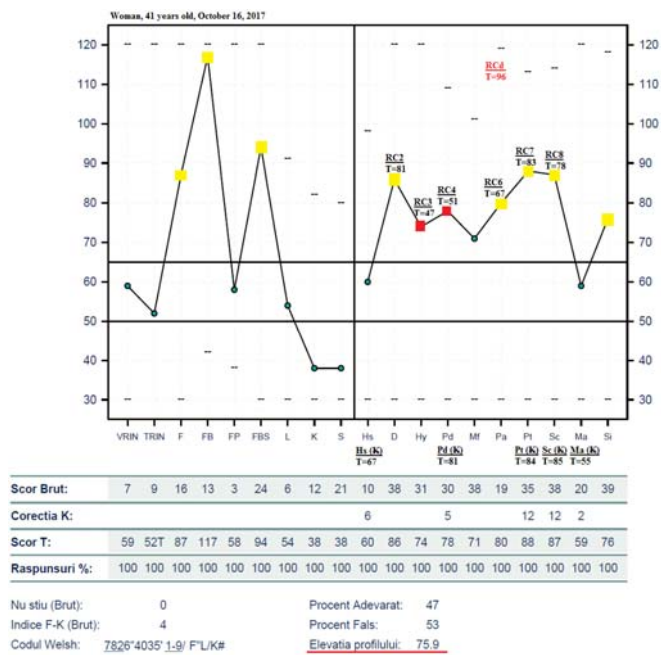 Woman, 41 years old, October 16, 2017
120 120
110 110
100 100
90 90
80 80
70 70
60 60
50 50
40 40
30 30
RCd
T=96
RC2
T=81
RC3
T=47
RC4
T=51
RC6
T=67
RC7
T=83
RC8
T=78
VRIN TRIN F FB FP FBS L K S Hs D Hy Pd Mf Pa Pt Sc Ma Si
Hs (K) Pd (K) Pt (K) Sc (K) Ma (K)
T=67 T=81 T=84 T=85 T=55
Scor Brut: 7 9 16 13 3 24 6 12 21 10 38 31 30 38 19 35 38 20 39
Corectia K: 6 5 12 12 2
Scor T: 59 52T 87 117 58 94 54 38 38 60 86 74 78 71 80 88 87 59 76
Raspunsuri %: 100 100 100 100 100 100 100 100 100 100 100 100 100 100 100 100 100 100 100
Nu stiu (Brut): 0 Procent Adevarat: 47
Indice F-K (Brut): 4 Procent Fals: 53
Codul Welsh: 7826"4035' 1-9/ F"L/K# Elevatia profilului: 75.9